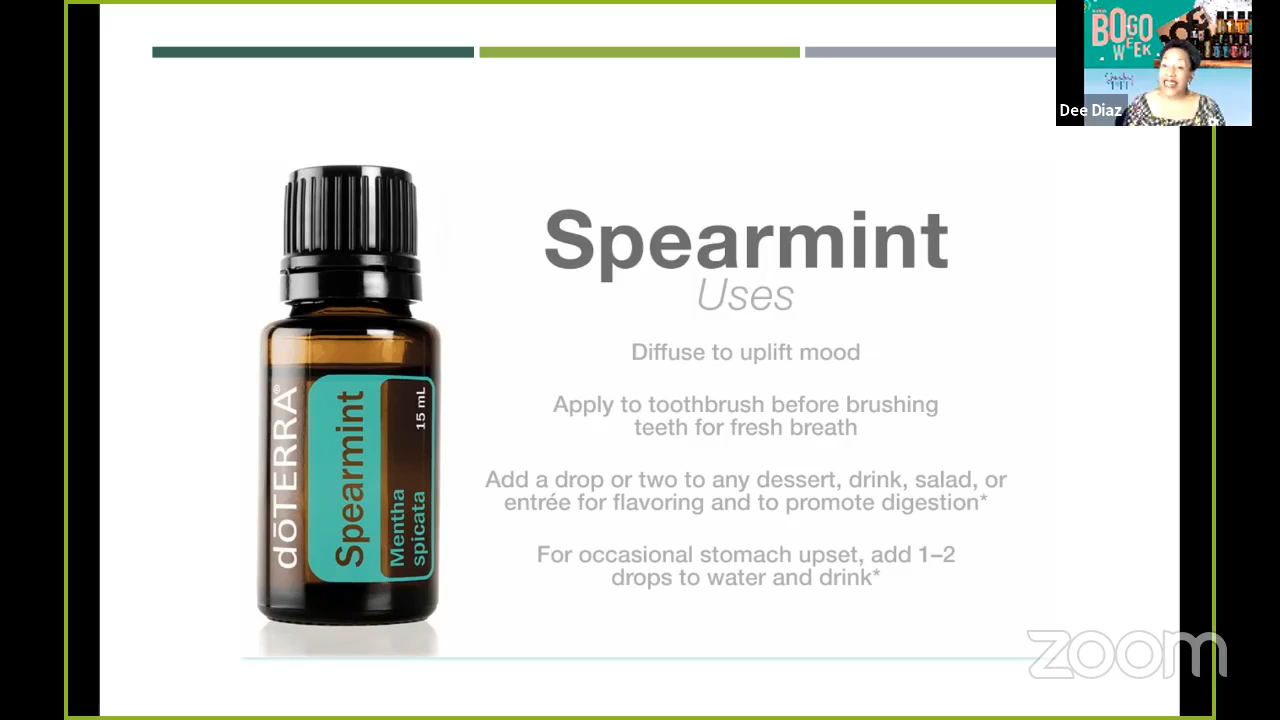 BOGO
WEEK
Dee Diaz
Spearmint
Uses
Diffuse to uplift mood
Apply to toothbrush before brushing
teeth for fresh breath
Add a drop or two to any dessert, drink, salad, or
entrée for flavoring and to promote digestion*
For occasional stomach upset, add 1–2
drops to water and drink*
dōTERRA®
Spearmint
Mentha
spicata
15 mL
zoom